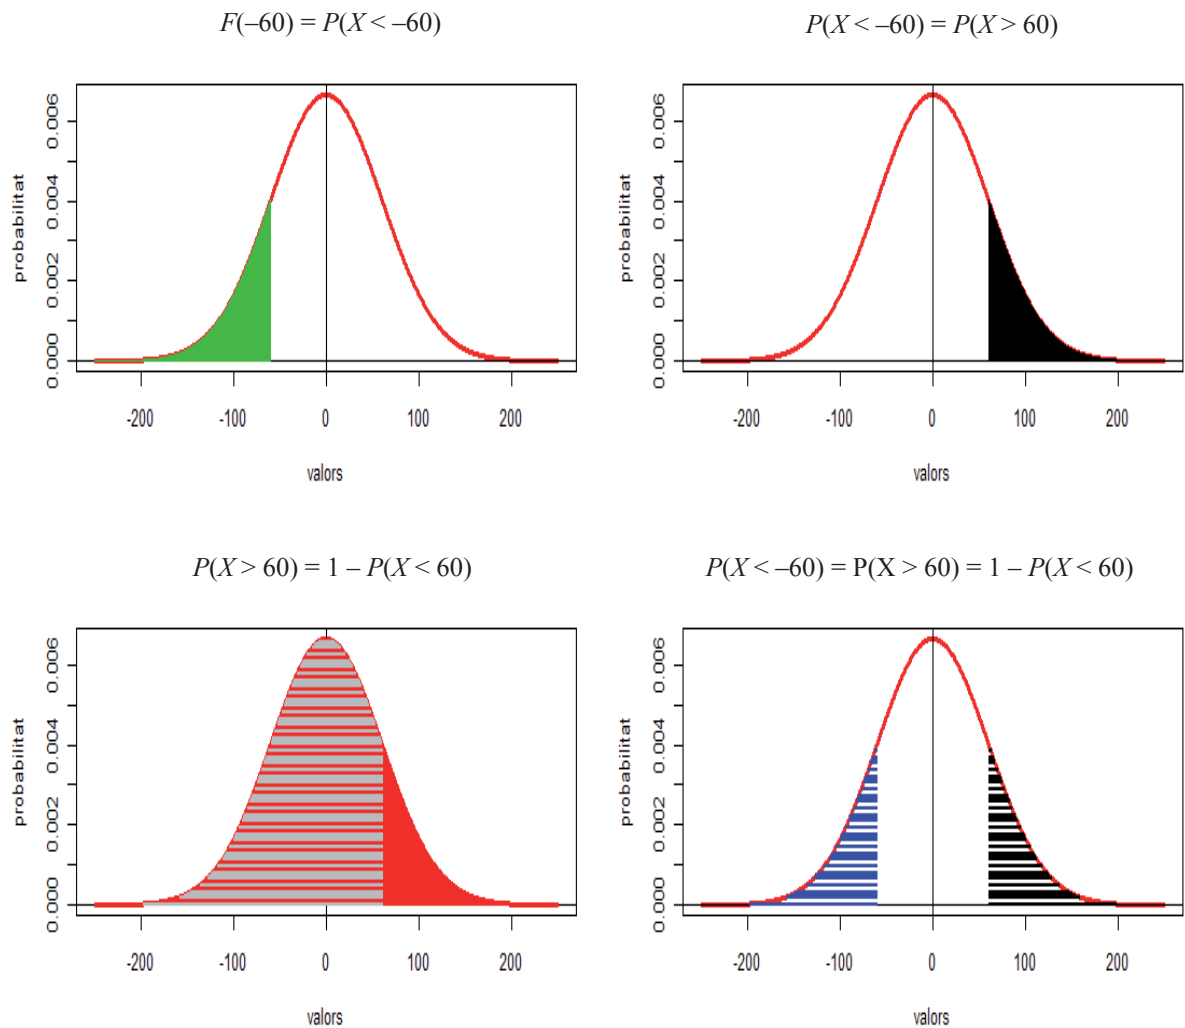 F(–60) = P(X < –60)
P(X < –60) = P(X > 60)
probabilitat
0.000 0.002 0.004 0.006
-200 -100 0 100 200
valors
probabilitat
0.000 0.002 0.004 0.006
-200 -100 0 100 200
valors
P(X > 60) = 1 – P(X < 60)
P(X < –60) = P(X > 60) = 1 – P(X < 60)
probabilitat
0.000 0.002 0.004 0.006
-200 -100 0 100 200
valors
probabilitat
0.000 0.002 0.004 0.006
-200 -100 0 100 200
valors